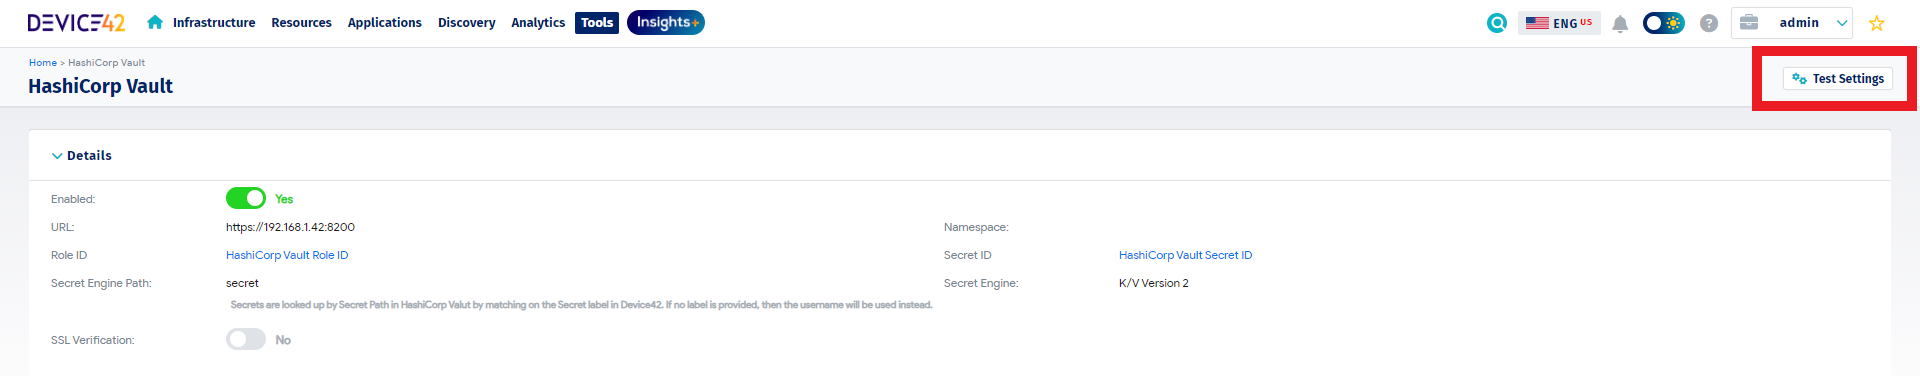 DEVICE42 Infrastructure Resources Applications Discovery Analytics Tools Insights+ ENG US ? admin
Home > HashiCorp Vault
HashiCorp Vault
Test Settings
Details
Enabled: Yes
URL: https://192.168.1.42:8200 Namespace:
Role ID HashiCorp Vault Role ID Secret ID HashiCorp Vault Secret ID
Secret Engine Path: secret Secret Engine: K/V Version 2
Secrets are looked up by Secret Path in HashiCorp Valut by matching on the Secret label in Device42. If no label is provided, then the username will be used instead.
SSL Verification: No